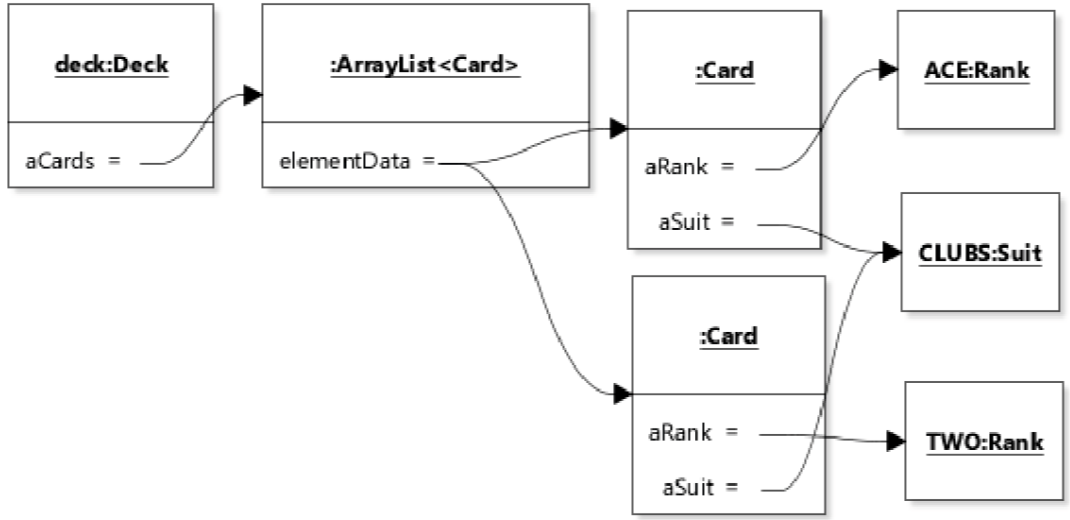 deck:Deck
aCards =
:ArrayList<Card>
elementData =
:Card
aRank =
aSuit =
ACE:Rank
CLUBS:Suit
:Card
aRank =
aSuit =
TWO:Rank